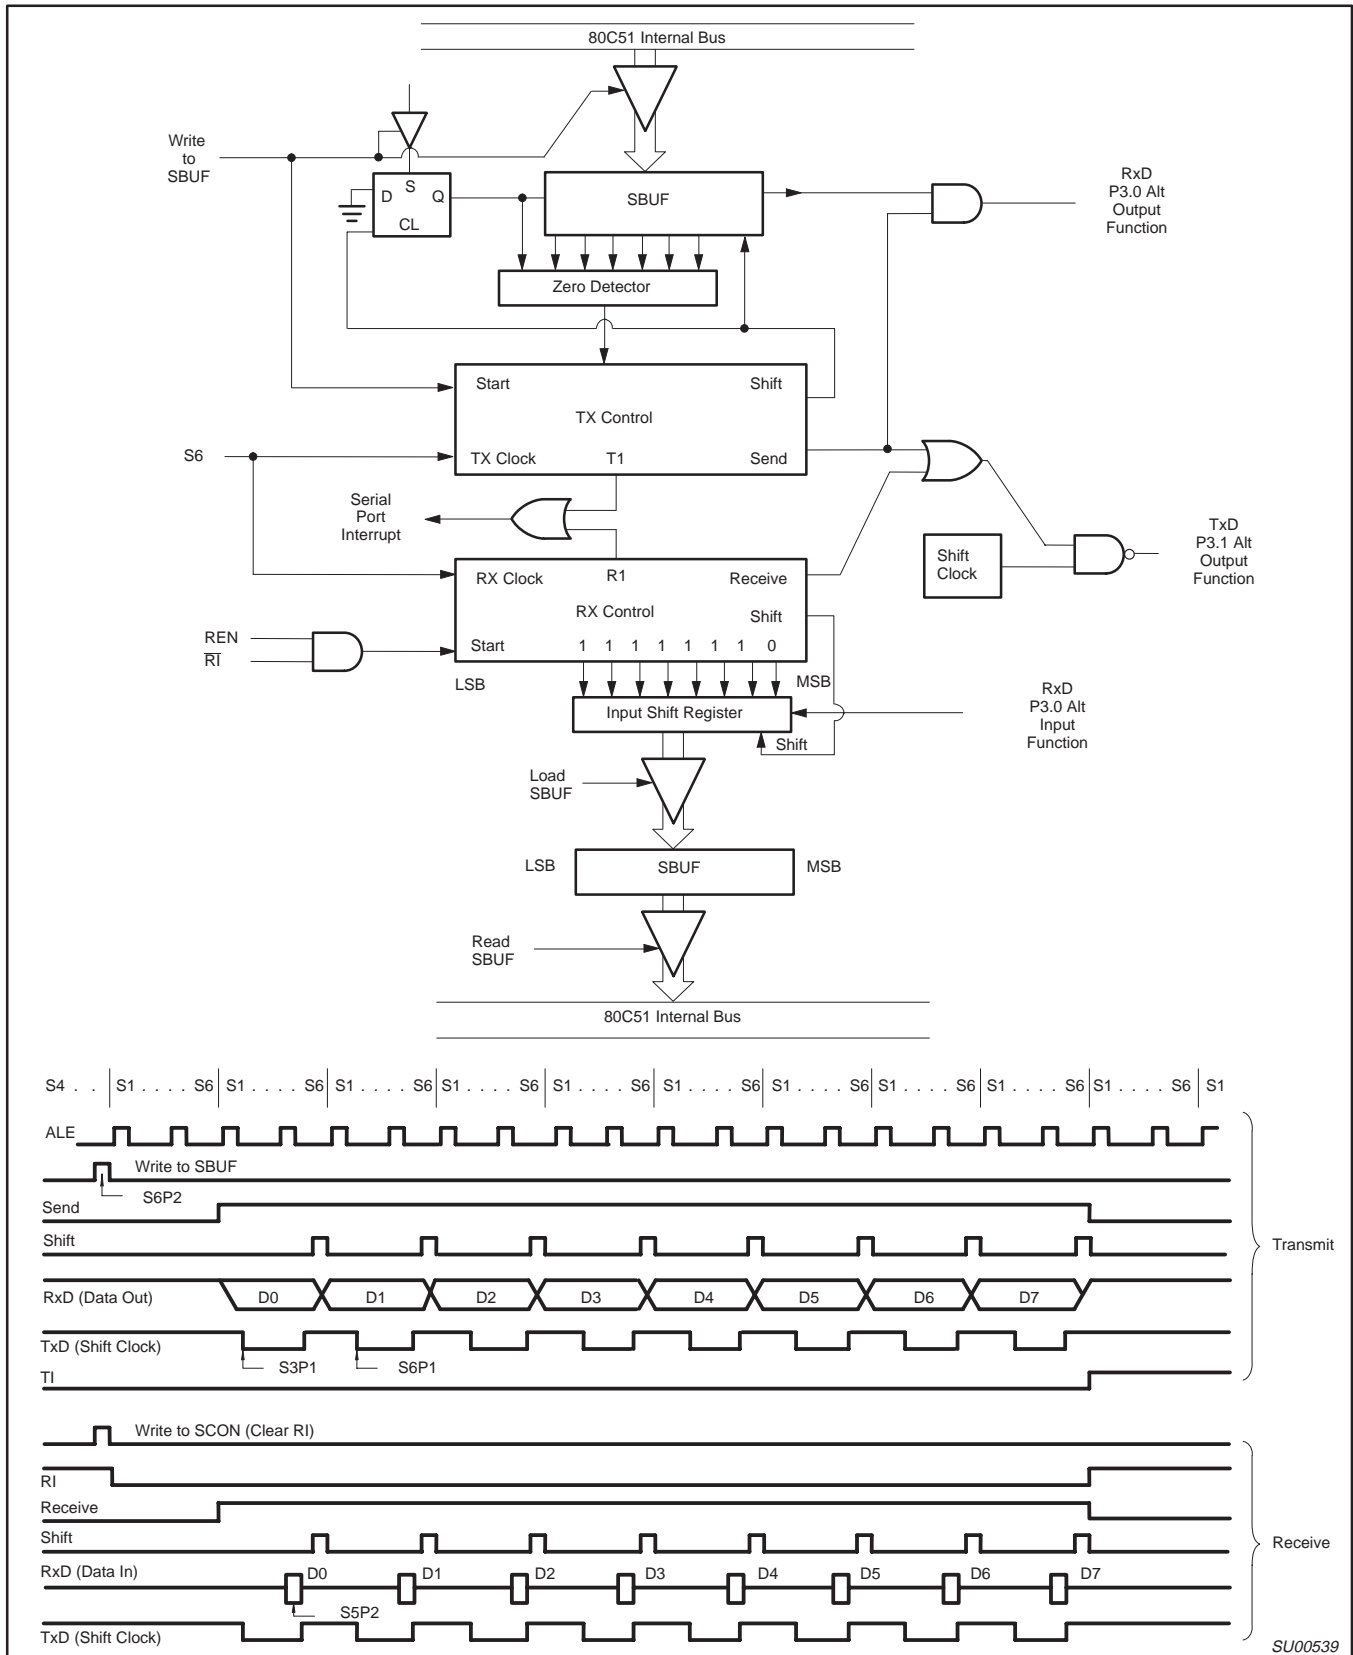 80C51 Internal Bus
Write
to
SBUF
D
S
Q
CL
SBUF
RxD
P3.0 Alt
Output
Function
Zero Detector
Start
Shift
TX Control
S6
TX Clock
T1
Send
Serial
Port
Interrupt
TxD
P3.1 Alt
Output
Function
Shift
Clock
RX Clock
R1
Receive
RX Control
Shift
REN
RI
Start
1 1 1 1 1 1 1 0
LSB
MSB
Input Shift Register
RxD
P3.0 Alt
Input
Function
Shift
Load
SBUF
LSB
SBUF
MSB
Read
SBUF
80C51 Internal Bus
S4 . . S1 . . . . S6 S1 . . . . S6 S1 . . . . S6 S1 . . . . S6 S1 . . . . S6 S1 . . . . S6 S1 . . . . S6 S1 . . . . S6 S1 . . . . S6 S1 . . . . S6 S1
ALE
Write to SBUF
S6P2
Send
Shift
Transmit
RxD (Data Out)
D0 D1 D2 D3 D4 D5 D6 D7
TxD (Shift Clock)
S3P1
S6P1
TI
Write to SCON (Clear RI)
RI
Receive
Shift
Receive
RxD (Data In)
D0 D1 D2 D3 D4 D5 D6 D7
S5P2
TxD (Shift Clock)
SU00539